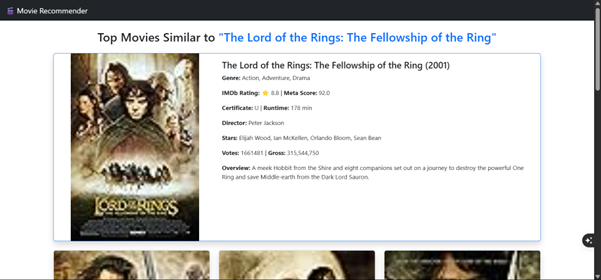 Movie Recommender
Top Movies Similar to "The Lord of the Rings: The Fellowship of the Ring"
The Lord of the Rings: The Fellowship of the Ring (2001)
Genre: Action, Adventure, Drama
IMDb Rating: ⭐ 8.8 | Meta Score: 92.0
Certificate: U | Runtime: 178 min
Director: Peter Jackson
Stars: Elijah Wood, Ian McKellen, Orlando Bloom, Sean Bean
Votes: 1661481 | Gross: 315,544,750
Overview: A meek Hobbit from the Shire and eight companions set out on a journey to destroy the powerful One
Ring and save Middle-earth from the Dark Lord Sauron.
THE
LORD OF THE RINGS